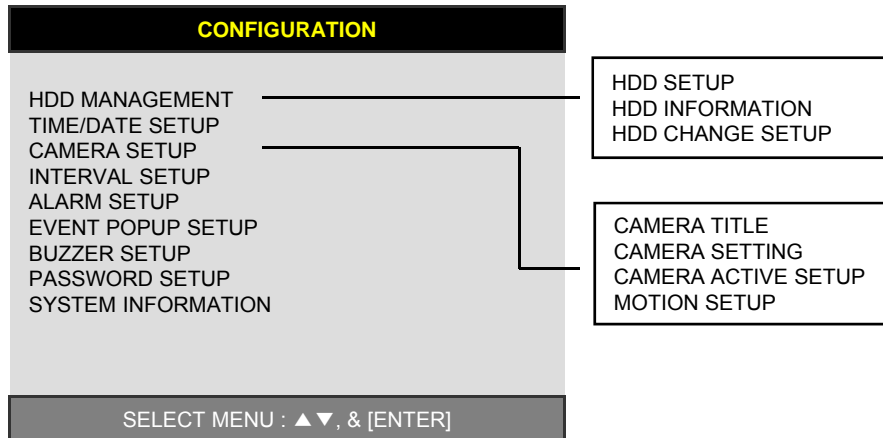 CONFIGURATION
HDD MANAGEMENT
TIME/DATE SETUP
CAMERA SETUP
INTERVAL SETUP
ALARM SETUP
EVENT POPUP SETUP
BUZZER SETUP
PASSWORD SETUP
SYSTEM INFORMATION
SELECT MENU : ▲▼, & [ENTER]
HDD SETUP
HDD INFORMATION
HDD CHANGE SETUP
CAMERA TITLE
CAMERA SETTING
CAMERA ACTIVE SETUP
MOTION SETUP